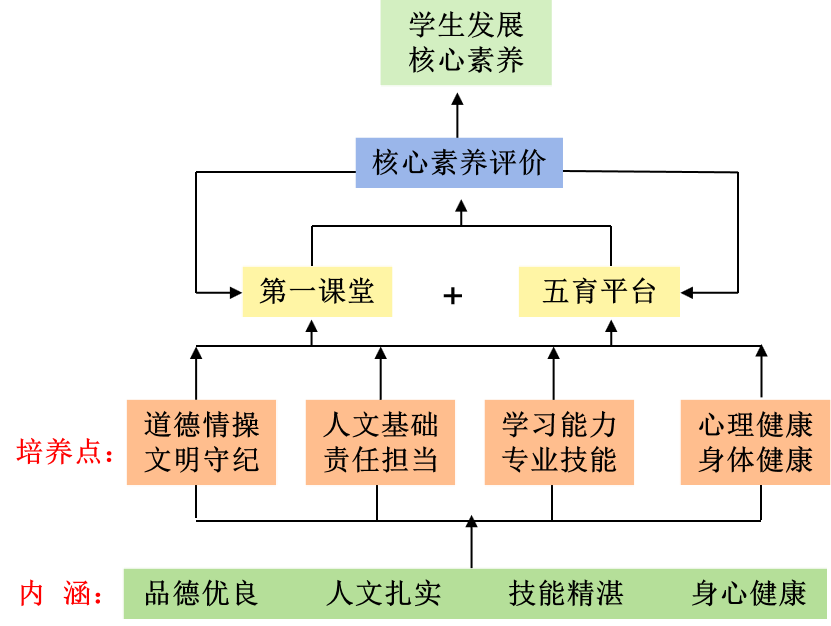 学生发展
核心素养
核心素养评价
第一课堂 + 五育平台
培养点：
道德情操
文明守纪
人文基础
责任担当
学习能力
专业技能
心理健康
身体健康
内 涵： 品德优良 人文扎实 技能精湛 身心健康